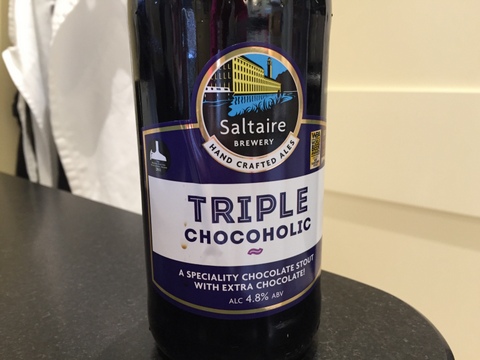 Saltaire
BREWERY
HAND CRAFTED ALES
TRIPLE
CHOCOHOLIC
A SPECIALITY CHOCOLATE STOUT
WITH EXTRA CHOCOLATE!
ALC 4.8% ABV